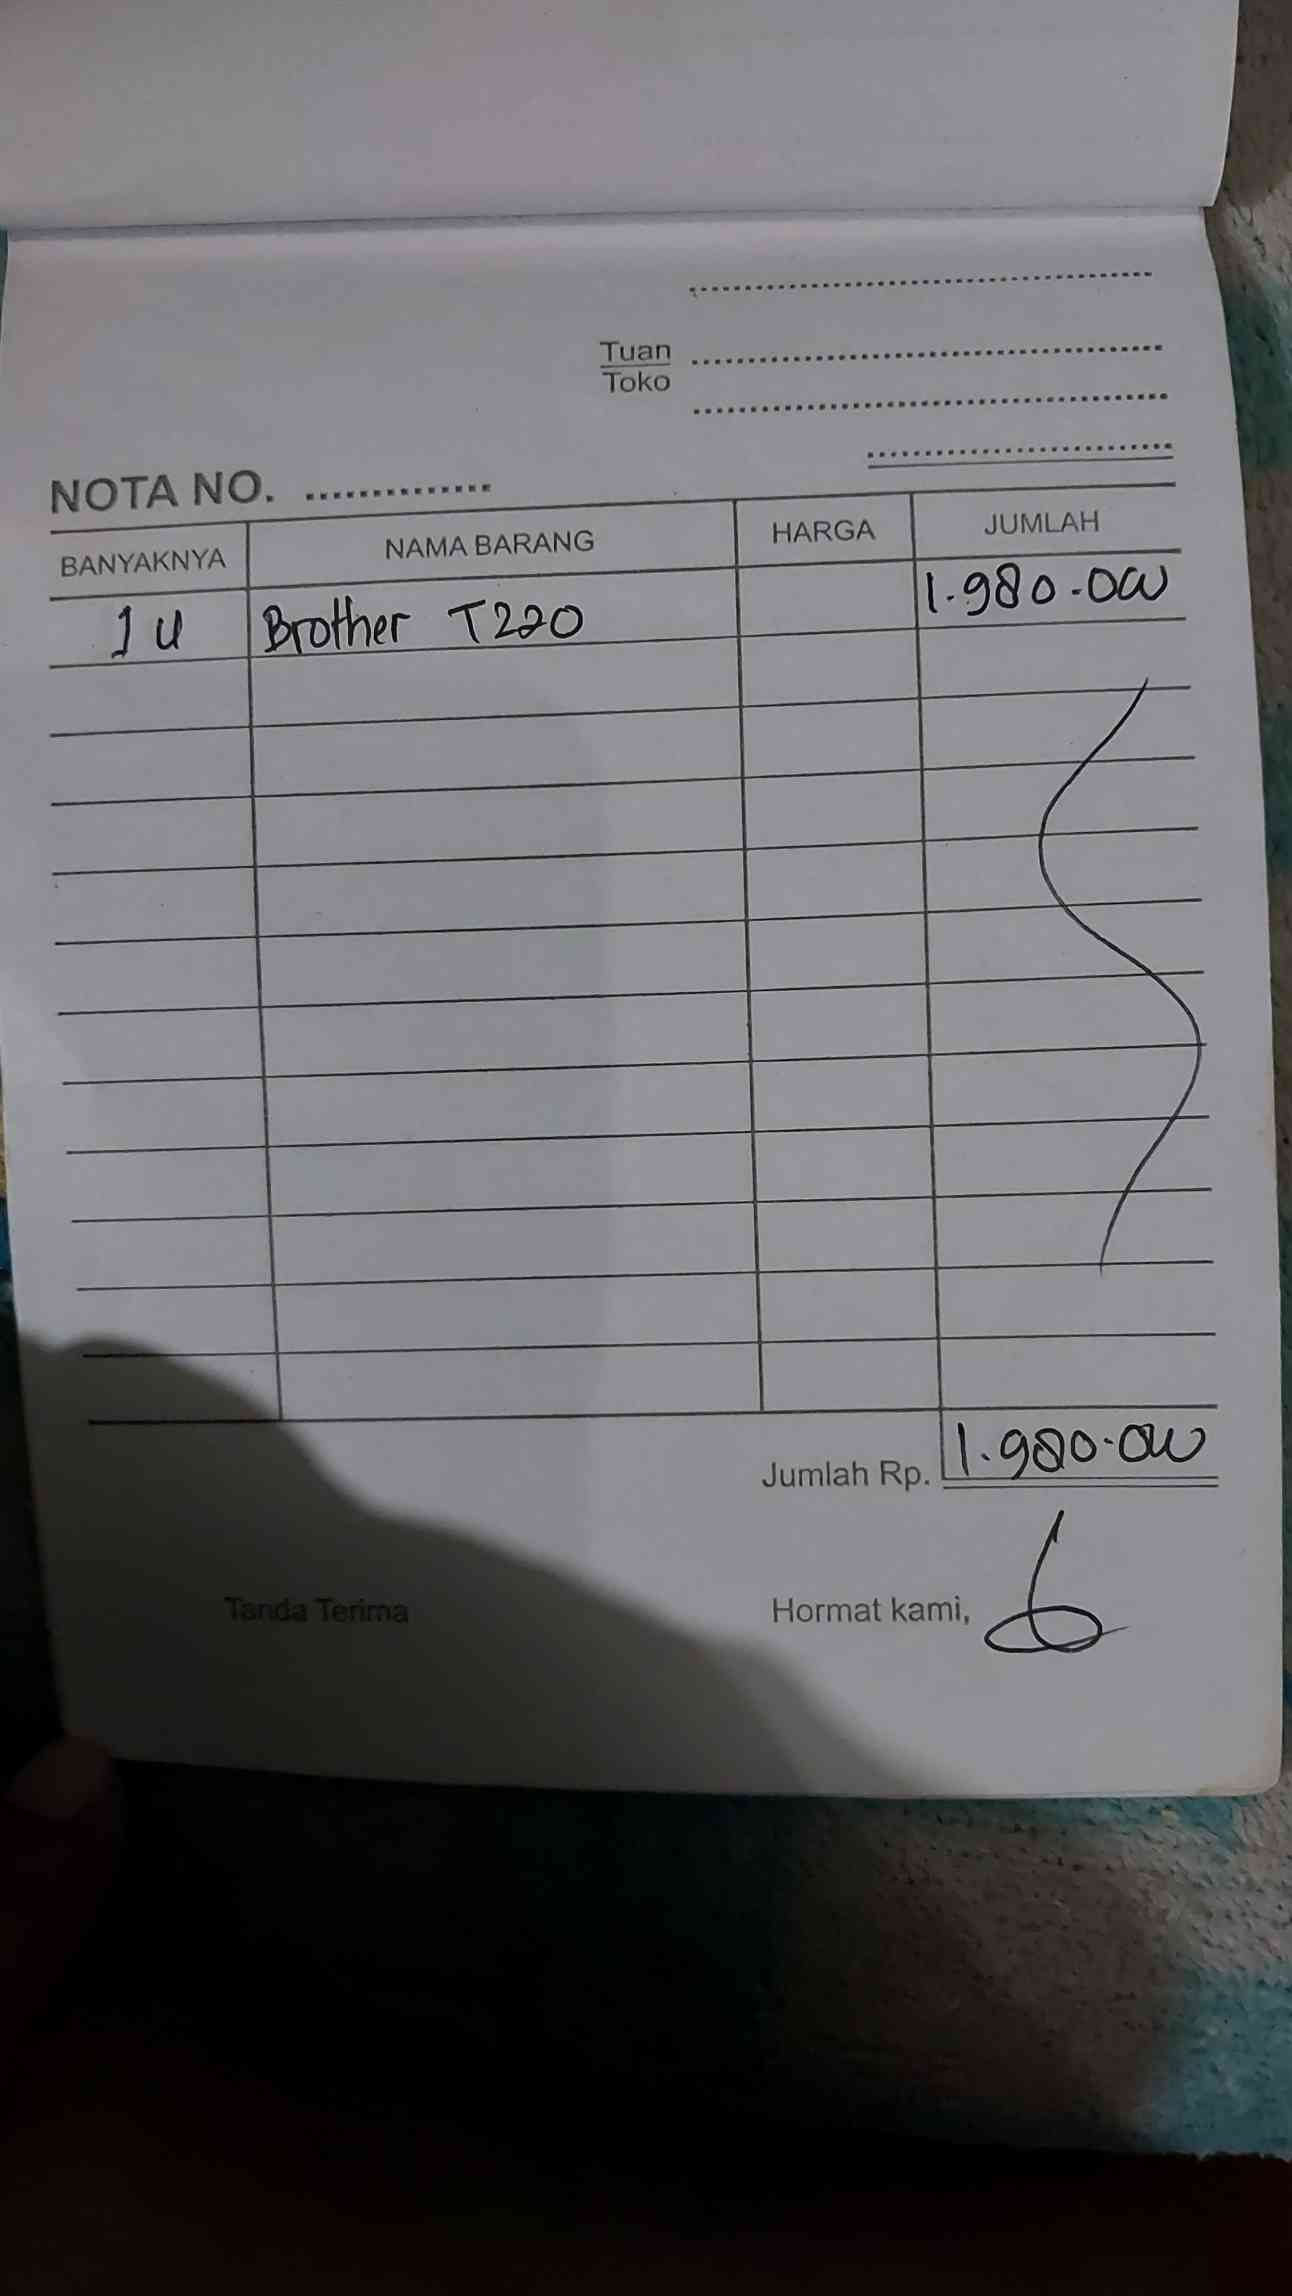 Tuan
Toko
NOTA NO. ..............
BANYAKNYA NAMA BARANG HARGA JUMLAH
1 U Brother T220 1.980.000
Jumlah Rp. 1.980.000
Tanda Terima Hormat kami,